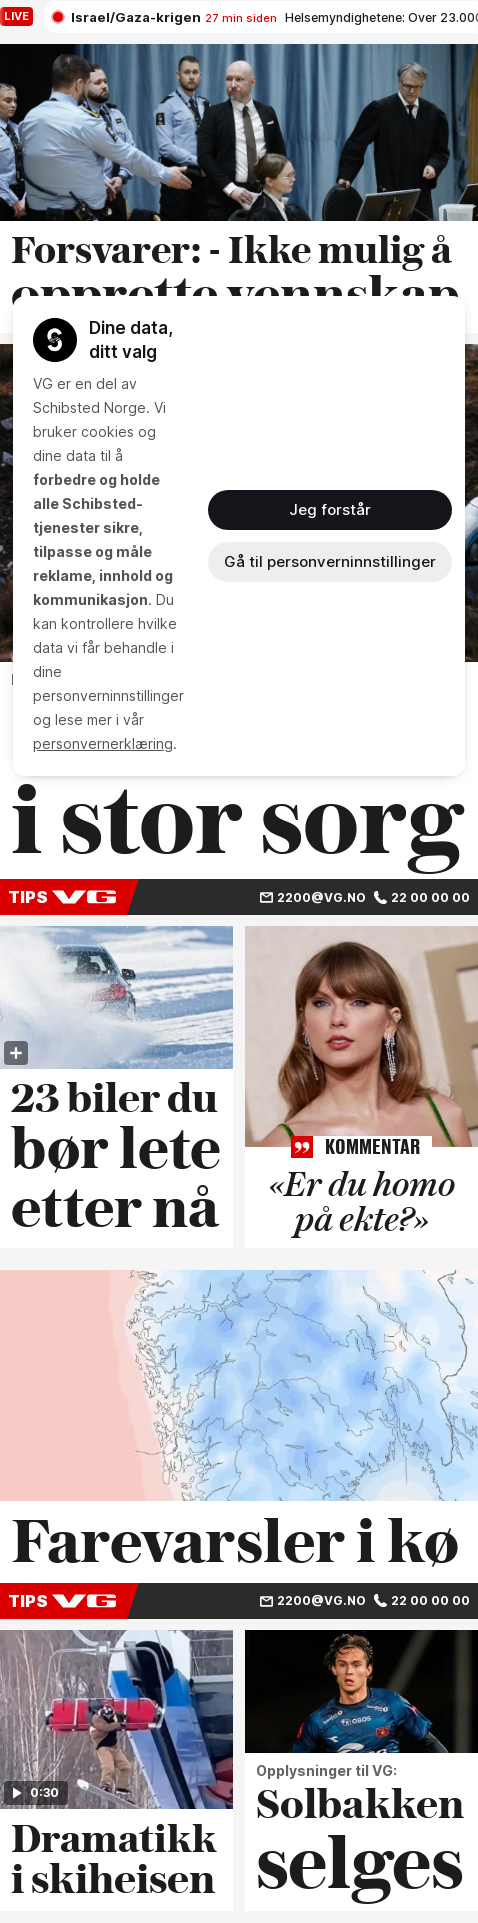 LIVE
Israel/Gaza-krigen 27 min siden Helsemyndighetene: Over 23.000
Forsvarer: - Ikke mulig å
opprette vennskap
Dine data,
ditt valg
VG er en del av
Schibsted Norge. Vi
bruker cookies og
dine data til å
forbedre og holde
alle Schibsted-
tjenester sikre,
tilpasse og måle
reklame, innhold og
kommunikasjon. Du
kan kontrollere hvilke
data vi får behandle i
dine
personverninnstillinger
og lese mer i vår
personvernerklæring.
Jeg forstår
Gå til personverninnstillinger
i stor sorg
TIPS VG 2200@VG.NO 22 00 00 00
23 biler du
bør lete
etter nå
KOMMENTAR
«Er du homo
på ekte?»
Farevarsler i kø
TIPS VG 2200@VG.NO 22 00 00 00
0:30
Dramatikk
i skiheisen
OBOS
Opplysninger til VG:
Solbakken
selges